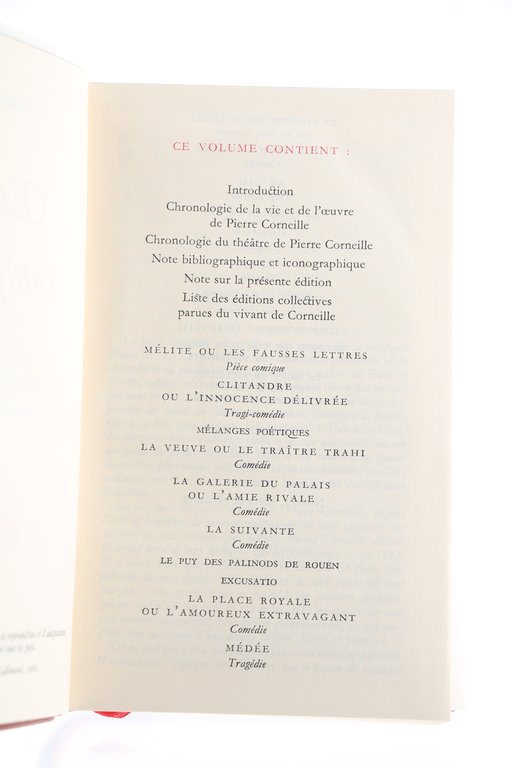 CE VOLUME CONTIENT :
Introduction
Chronologie de la vie et de l'œuvre
de Pierre Corneille
Chronologie du théâtre de Pierre Corneille
Note bibliographique et iconographique
Note sur la présente édition
Liste des éditions collectives
parues du vivant de Corneille
MÉLITE OU LES FAUSSES LETTRES
Pièce comique
CLITANDRE
OU L'INNOCENCE DÉLIVRÉE
Tragi-comédie
MÉLANGES POÉTIQUES
LA VEUVE OU LE TRAÎTRE TRAHI
Comédie
LA GALERIE DU PALAIS
OU L'AMIE RIVALE
Comédie
LA SUIVANTE
Comédie
LE PUY DES PALINODS DE ROUEN
EXCUSATIO
LA PLACE ROYALE
OU L'AMOUREUX EXTRAVAGANT
Comédie
MÉDÉE
Tragédie